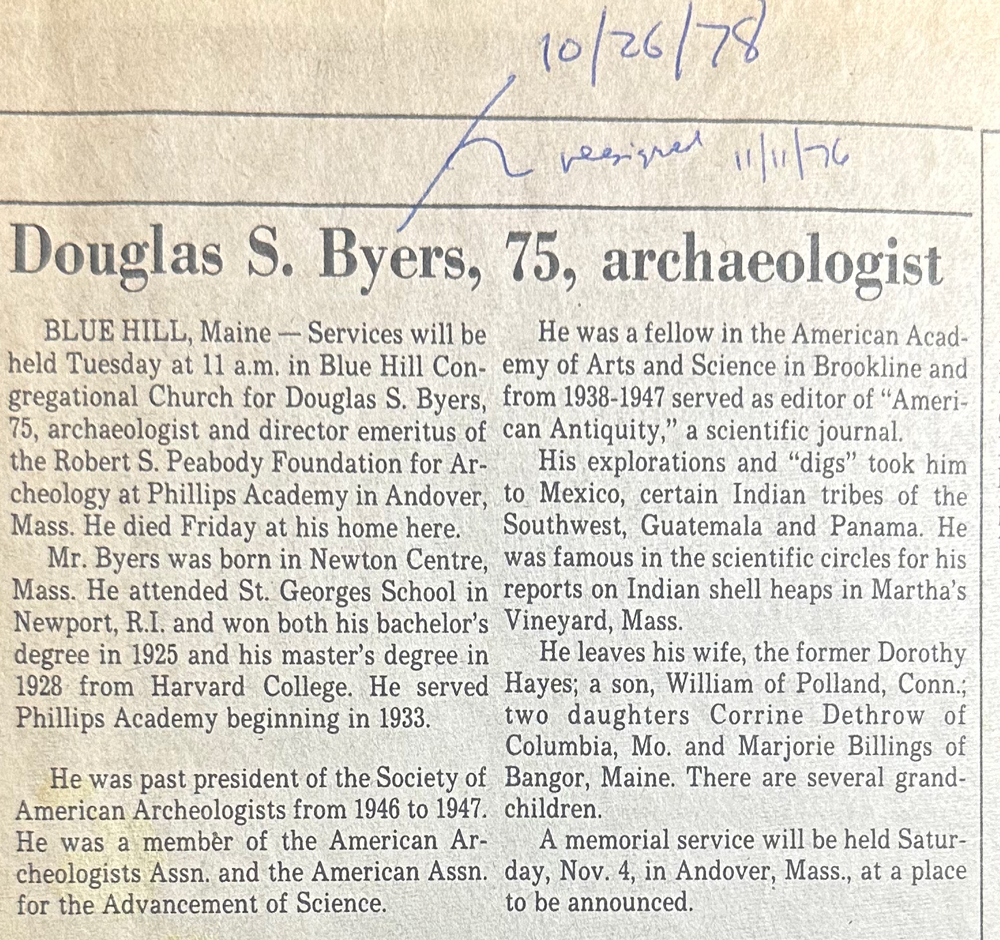 10/26/78
resigned 11/11/76
Douglas S. Byers, 75, archaeologist
BLUE HILL, Maine — Services will be
held Tuesday at 11 a.m. in Blue Hill Con-
gregational Church for Douglas S. Byers,
75, archaeologist and director emeritus of
the Robert S. Peabody Foundation for Ar-
cheology at Phillips Academy in Andover,
Mass. He died Friday at his home here.
Mr. Byers was born in Newton Centre,
Mass. He attended St. Georges School in
Newport, R.I. and won both his bachelor's
degree in 1925 and his master's degree in
1928 from Harvard College. He served
Phillips Academy beginning in 1933.
He was past president of the Society of
American Archeologists from 1946 to 1947.
He was a member of the American Ar-
cheologists Assn. and the American Assn.
for the Advancement of Science.
He was a fellow in the American Acad-
emy of Arts and Science in Brookline and
from 1938-1947 served as editor of "Ameri-
can Antiquity," a scientific journal.
His explorations and "digs" took him
to Mexico, certain Indian tribes of the
Southwest, Guatemala and Panama. He
was famous in the scientific circles for his
reports on Indian shell heaps in Martha's
Vineyard, Mass.
He leaves his wife, the former Dorothy
Hayes; a son, William of Polland, Conn.;
two daughters Corrine Dethrow of
Columbia, Mo. and Marjorie Billings of
Bangor, Maine. There are several grand-
children.
A memorial service will be held Satur-
day, Nov. 4, in Andover, Mass., at a place
to be announced.